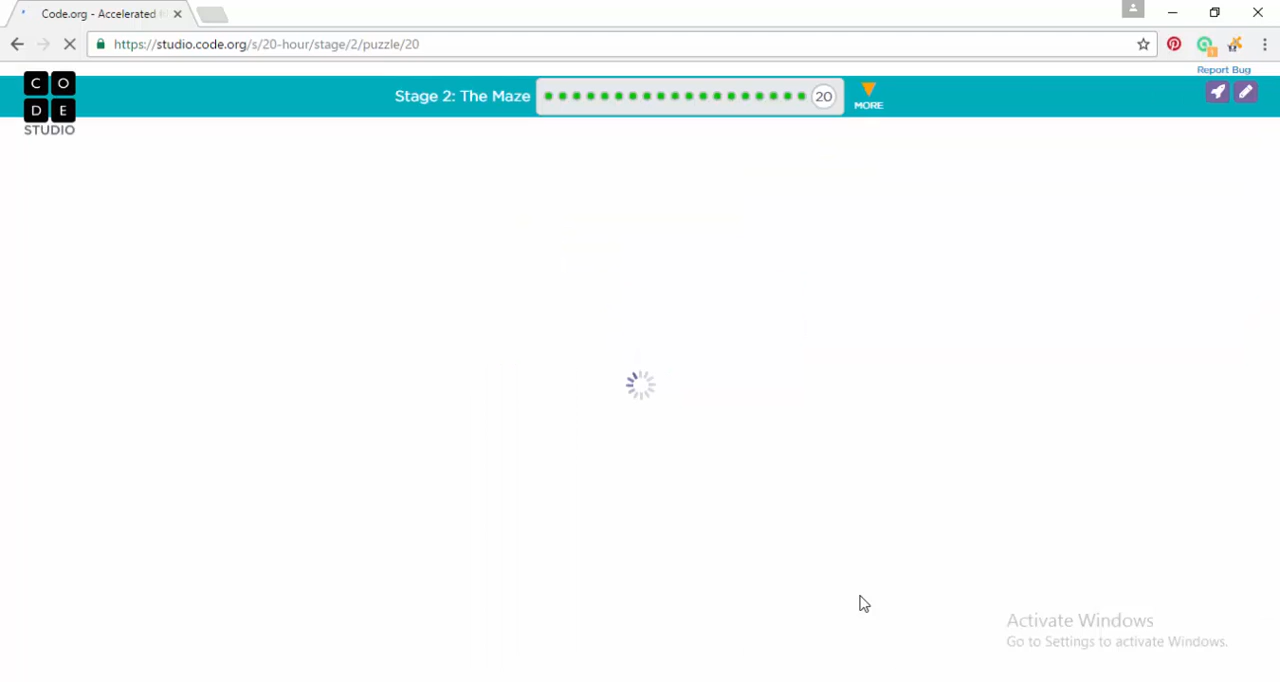 Code.org - Accelerated
https://studio.code.org/s/20-hour/stage/2/puzzle/20
Report Bug
C O
D E
STUDIO
Stage 2: The Maze
20
MORE
Activate Windows
Go to Settings to activate Windows.